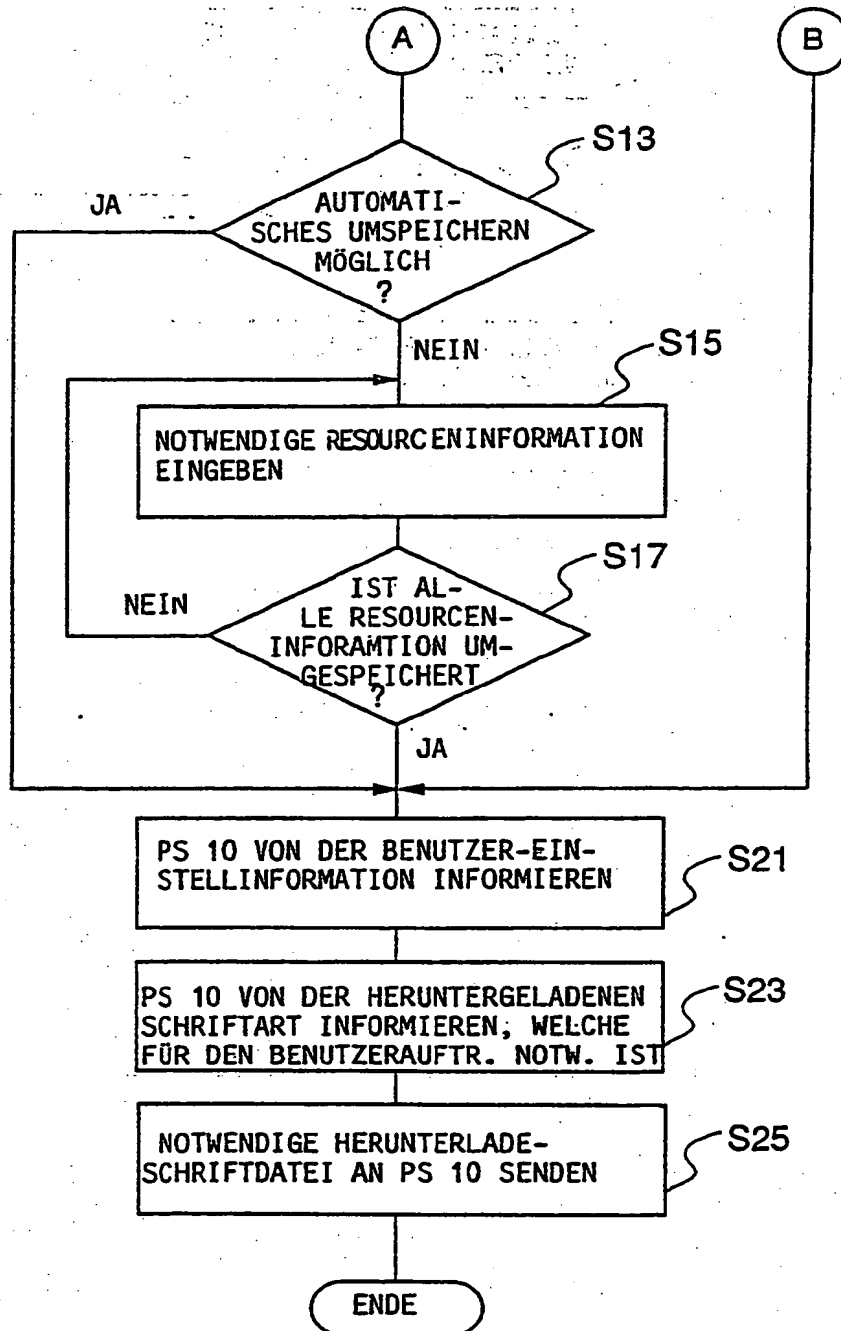 A
B
S13
JA
AUTOMATI-
SCHES UMSPEICHERN
MÖGLICH
?
NEIN
S15
NOTWENDIGE RESOURCENINFORMATION
EINGEBEN
S17
NEIN
IST AL-
LE RESOURCEN-
INFORAMTION UM-
GESPEICHERT
?
JA
PS 10 VON DER BENUTZER-EIN-
STELLINFORMATION INFORMIEREN
S21
PS 10 VON DER HERUNTERGELADENEN
SCHRIFTART INFORMIEREN, WELCHE
FÜR DEN BENUTZERAUFTR. NOTW. IST
S23
NOTWENDIGE HERUNTERLADE-
SCHRIFTDATEI AN PS 10 SENDEN
S25
ENDE